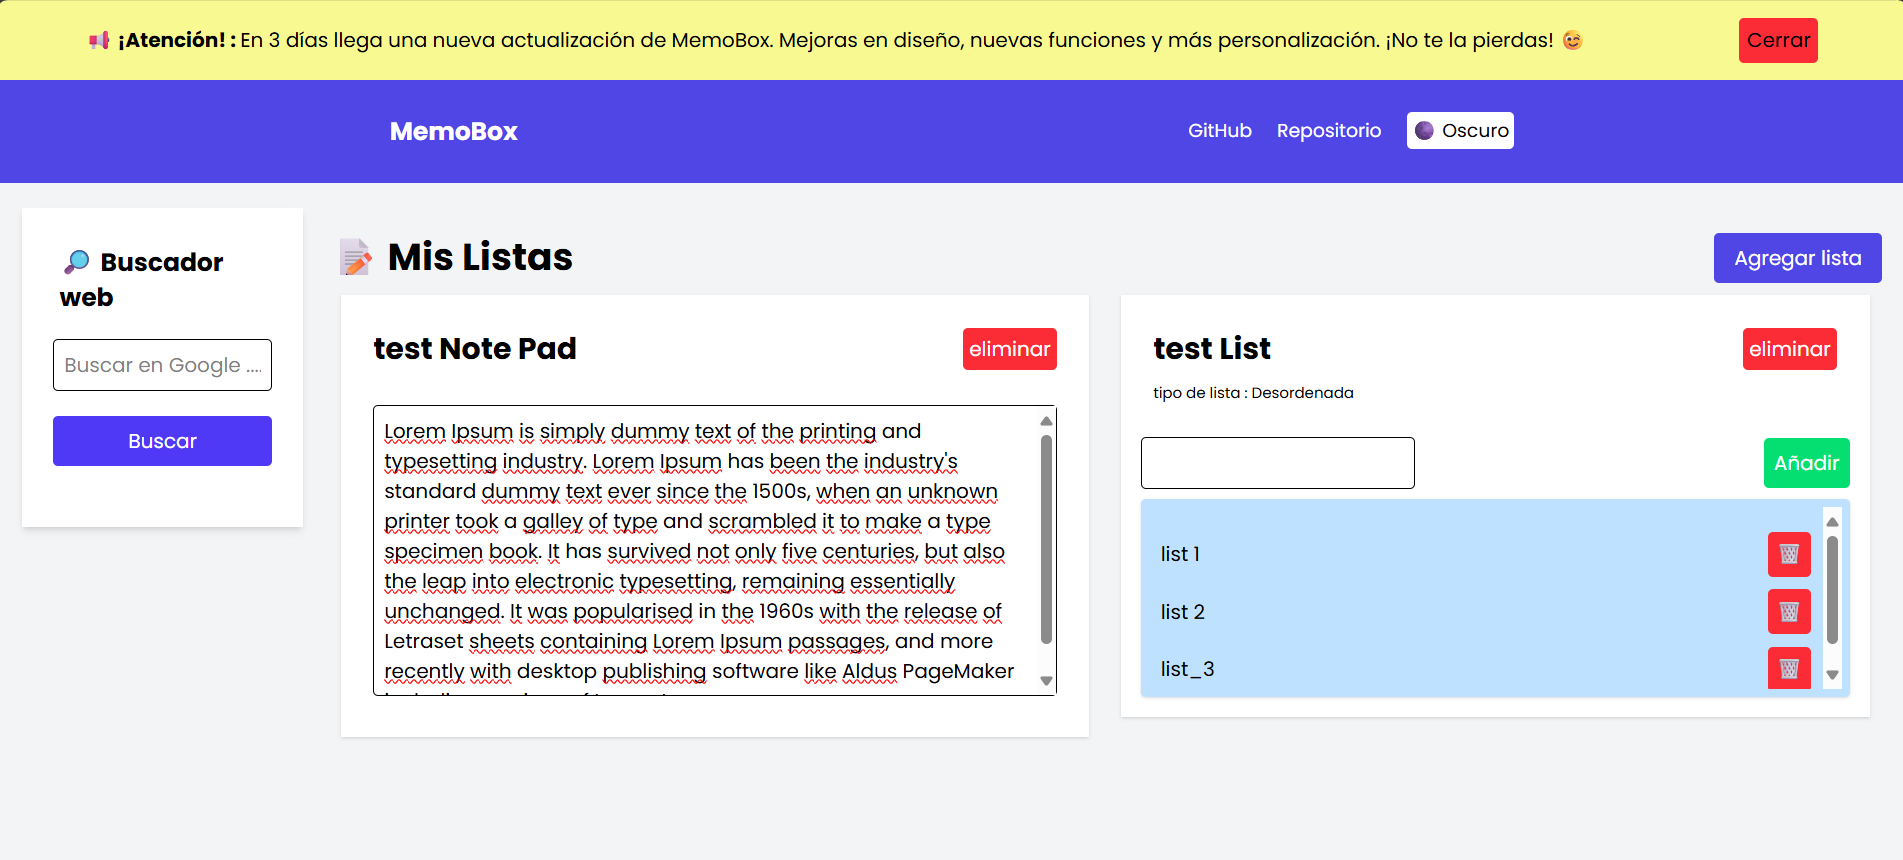 ¡Atención! : En 3 días llega una nueva actualización de MemoBox. Mejoras en diseño, nuevas funciones y más personalización. ¡No te la pierdas! 😉
Cerrar
MemoBox
GitHub
Repositorio
Oscuro
Buscador
web
Buscar en Google ....
Buscar
Mis Listas
Agregar lista
test Note Pad
eliminar
Lorem Ipsum is simply dummy text of the printing and
typesetting industry. Lorem Ipsum has been the industry's
standard dummy text ever since the 1500s, when an unknown
printer took a galley of type and scrambled it to make a type
specimen book. It has survived not only five centuries, but also
the leap into electronic typesetting, remaining essentially
unchanged. It was popularised in the 1960s with the release of
Letraset sheets containing Lorem Ipsum passages, and more
recently with desktop publishing software like Aldus PageMaker
test List
eliminar
tipo de lista : Desordenada
Añadir
list 1
list 2
list_3